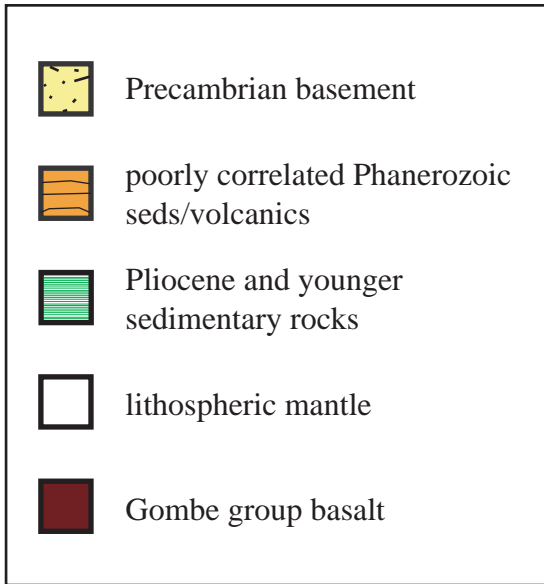 Precambrian basement
poorly correlated Phanerozoic
seds/volcanics
Pliocene and younger
sedimentary rocks
lithospheric mantle
Gombe group basalt